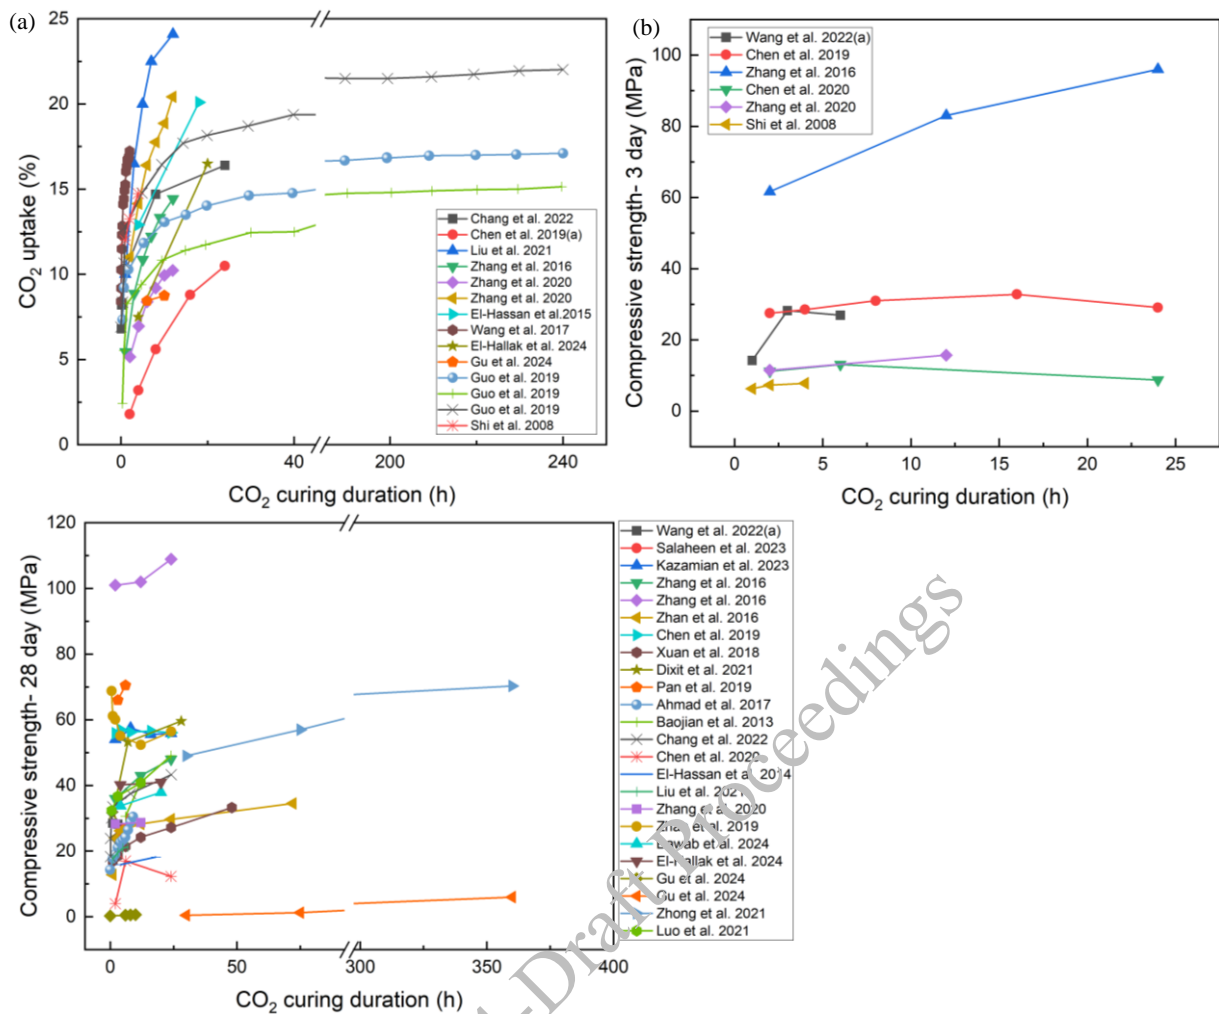 (a)
CO2 uptake (%)
25
20
15
10
5
0
0
40
200
240
CO2 curing duration (h)
Chang et al. 2022
Chen et al. 2019(a)
Liu et al. 2021
Zhang et al. 2016
Zhang et al. 2020
Zhang et al. 2020
El-Hassan et al.2015
Wang et al. 2017
El-Hallak et al. 2024
Gu et al. 2024
Guo et al. 2019
Guo et al. 2019
Guo et al. 2019
Shi et al. 2008
(b)
Compressive strength- 3 day (MPa)
100
80
60
40
20
0
0
5
10
15
20
25
CO2 curing duration (h)
Wang et al. 2022(a)
Chen et al. 2019
Zhang et al. 2016
Chen et al. 2020
Zhang et al. 2020
Shi et al. 2008
Compressive strength- 28 day (MPa)
120
100
80
60
40
20
0
0
50
300
350
400
CO2 curing duration (h)
Wang et al. 2022(a)
Salaheen et al. 2023
Kazamian et al. 2023
Zhang et al. 2016
Zhang et al. 2016
Zhan et al. 2016
Chen et al. 2019
Xuan et al. 2018
Dixit et al. 2021
Pan et al. 2019
Ahmad et al. 2017
Baojian et al. 2013
Chang et al. 2022
Chen et al. 2020
El-Hassan et al. 2014
Liu et al. 2021
Zhang et al. 2020
et al. 2019
et al. 2024
El-Hallak et al. 2024
Gu et al. 2024
Gu et al. 2024
Zhong et al. 2021
Luo et al. 2021
-Draft Proceedings